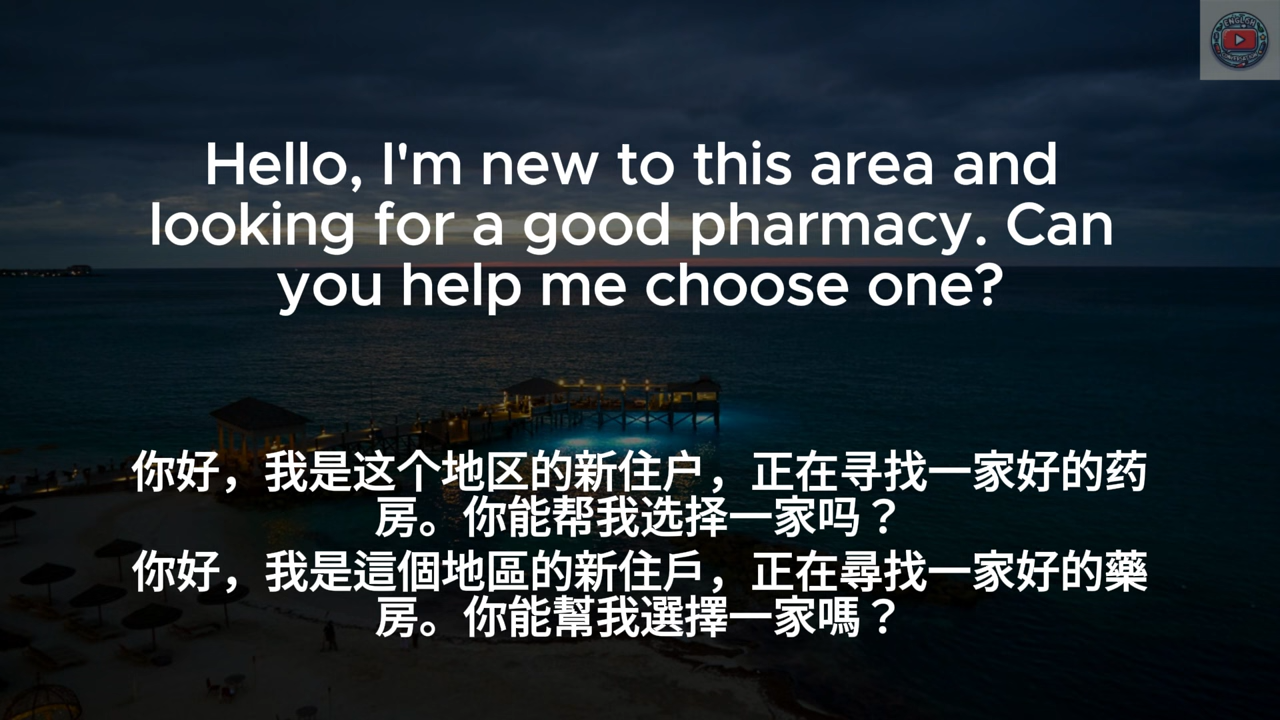 Hello, I'm new to this area and
looking for a good pharmacy. Can
you help me choose one?
你好，我是这个地区的新住户，正在寻找一家好的药
房。你能帮我选择一家吗？
你好，我是這個地區的新住戶，正在尋找一家好的藥
房。你能幫我選擇一家嗎？
ENGLISH
CONVERSATION